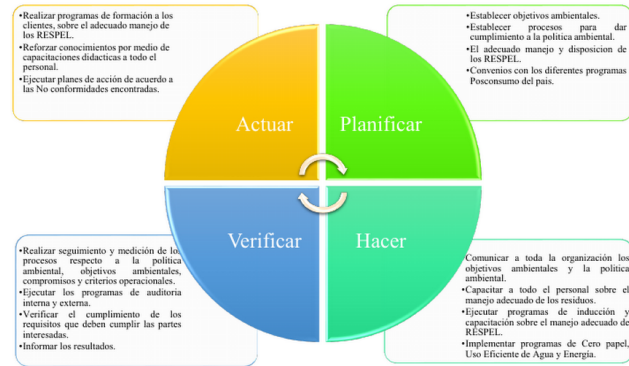 •Realizar programas de formación a los
clientes, sobre el adecuado manejo de
los RESPEL.
•Reforzar conocimientos por medio de
capacitaciones didacticas a todo el
personal.
•Ejecutar planes de acción de acuerdo a
las No conformidades encontradas.
•Establecer objetivos ambientales.
•Establecer procesos para dar
cumplimiento a la política ambiental.
•El adecuado manejo y disposicion de
los RESPEL.
•Convenios con los diferentes programas
Posconsumo del pais.
Actuar
Planificar
Verificar
Hacer
•Realizar seguimiento y medición de los
procesos respecto a la política
ambiental, objetivos ambientales,
compromisos y criterios operacionales.
•Ejecutar los programas de auditoria
interna y externa.
•Verificar el cumplimiento de los
requisitos que deben cumplir las partes
interesadas.
•Informar los resultados.
Comunicar a toda la organización los
objetivos ambientales y la política
ambiental.
•Capacitar a todo el personal sobre el
manejo adecuado de los residuos.
•Ejecutar programas de inducción y
capacitación sobre el manejo adecuado de
RESPEL.
•Implementar programas de Cero papel,
Uso Eficiente de Agua y Energía.